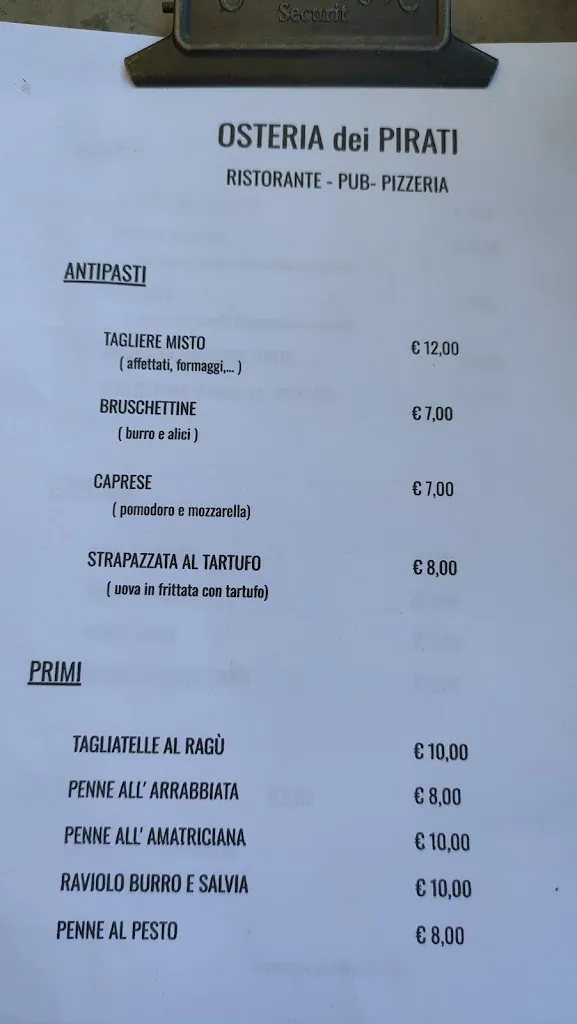 Securit
OSTERIA dei PIRATI
RISTORANTE - PUB- PIZZERIA
ANTIPASTI
TAGLIERE MISTO € 12,00
( affettati, formaggi,... )
BRUSCHETTINE € 7,00
( burro e alici )
CAPRESE € 7,00
( pomodoro e mozzarella)
STRAPAZZATA AL TARTUFO € 8,00
( uova in frittata con tartufo)
PRIMI
TAGLIATELLE AL RAGÙ € 10,00
PENNE ALL' ARRABBIATA € 8,00
PENNE ALL' AMATRICIANA € 10,00
RAVIOLO BURRO E SALVIA € 10,00
PENNE AL PESTO € 8,00